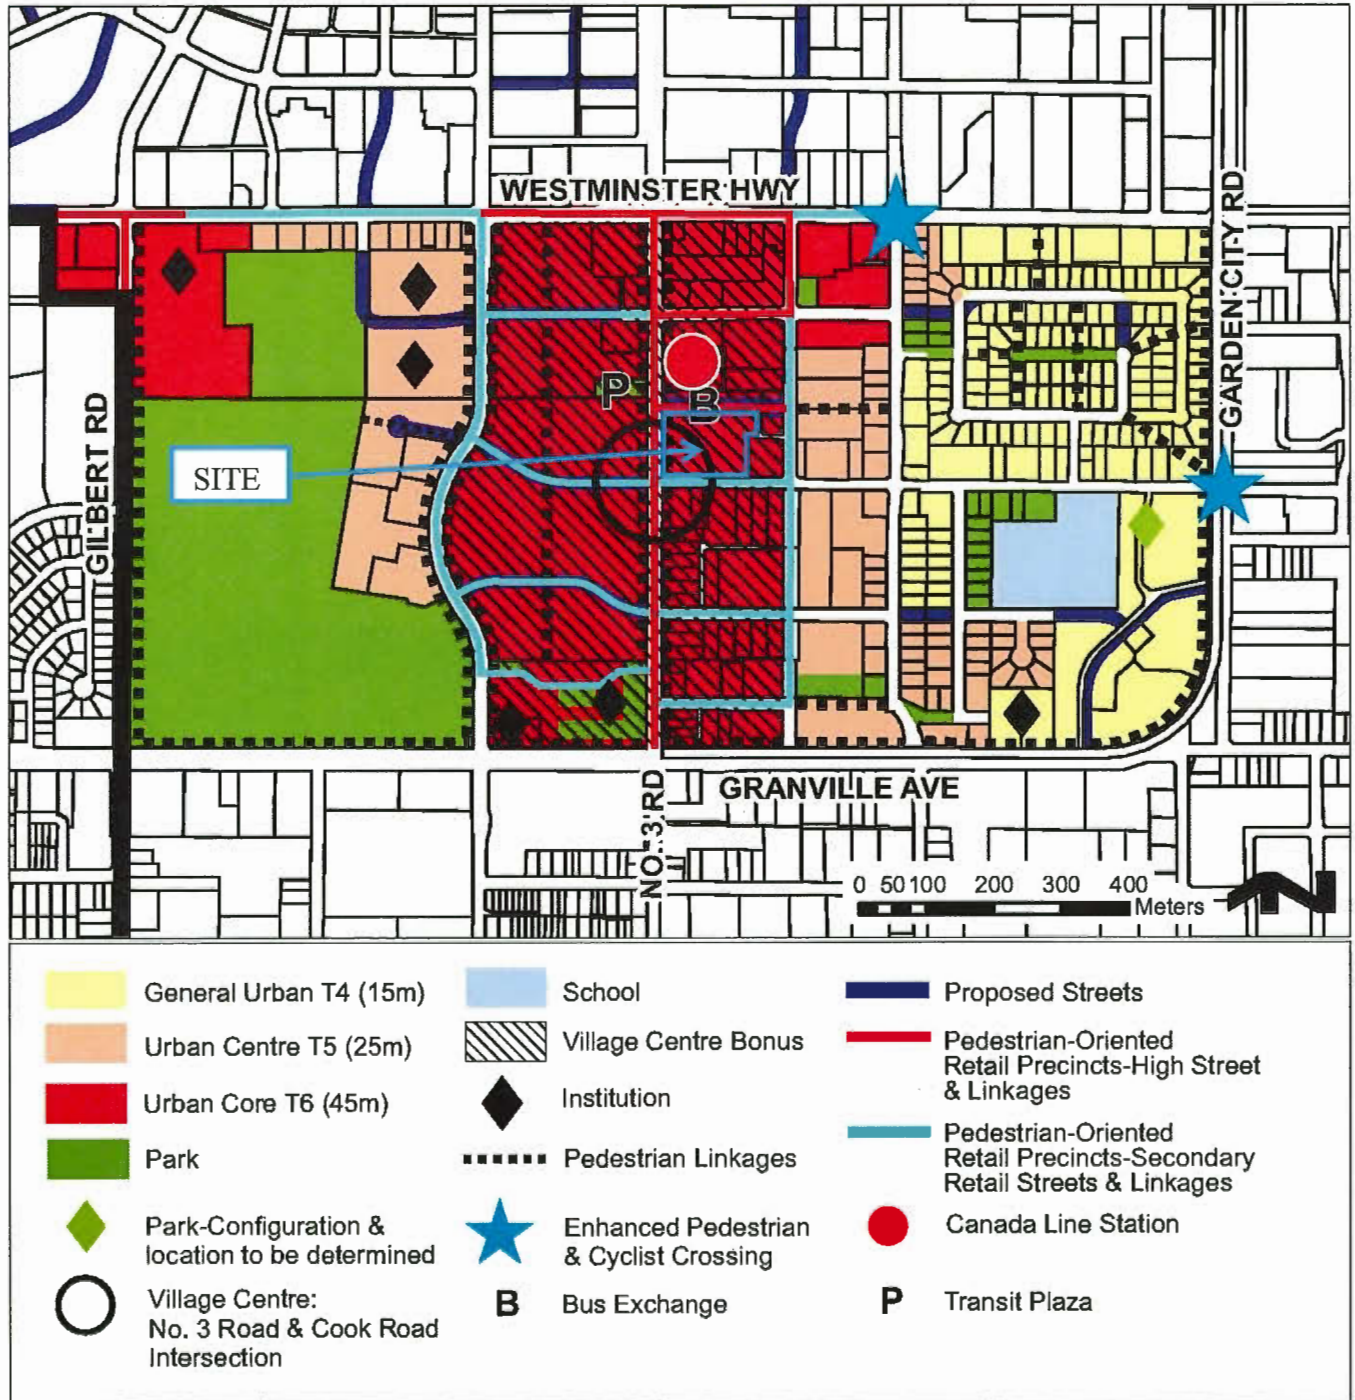 WESTMINSTER HWY
GARDEN CITY RD
GILBERT RD
P
B
SITE
NO. 3 RD
GRANVILLE AVE
0 50 100 200 300 400
Meters
General Urban T4 (15m)
Urban Centre T5 (25m)
Urban Core T6 (45m)
Park
Park-Configuration &
location to be determined
Village Centre:
No. 3 Road & Cook Road
Intersection
School
Village Centre Bonus
Institution
Pedestrian Linkages
Enhanced Pedestrian
& Cyclist Crossing
B Bus Exchange
Proposed Streets
Pedestrian-Oriented
Retail Precincts-High Street
& Linkages
Pedestrian-Oriented
Retail Precincts-Secondary
Retail Streets & Linkages
Canada Line Station
P Transit Plaza